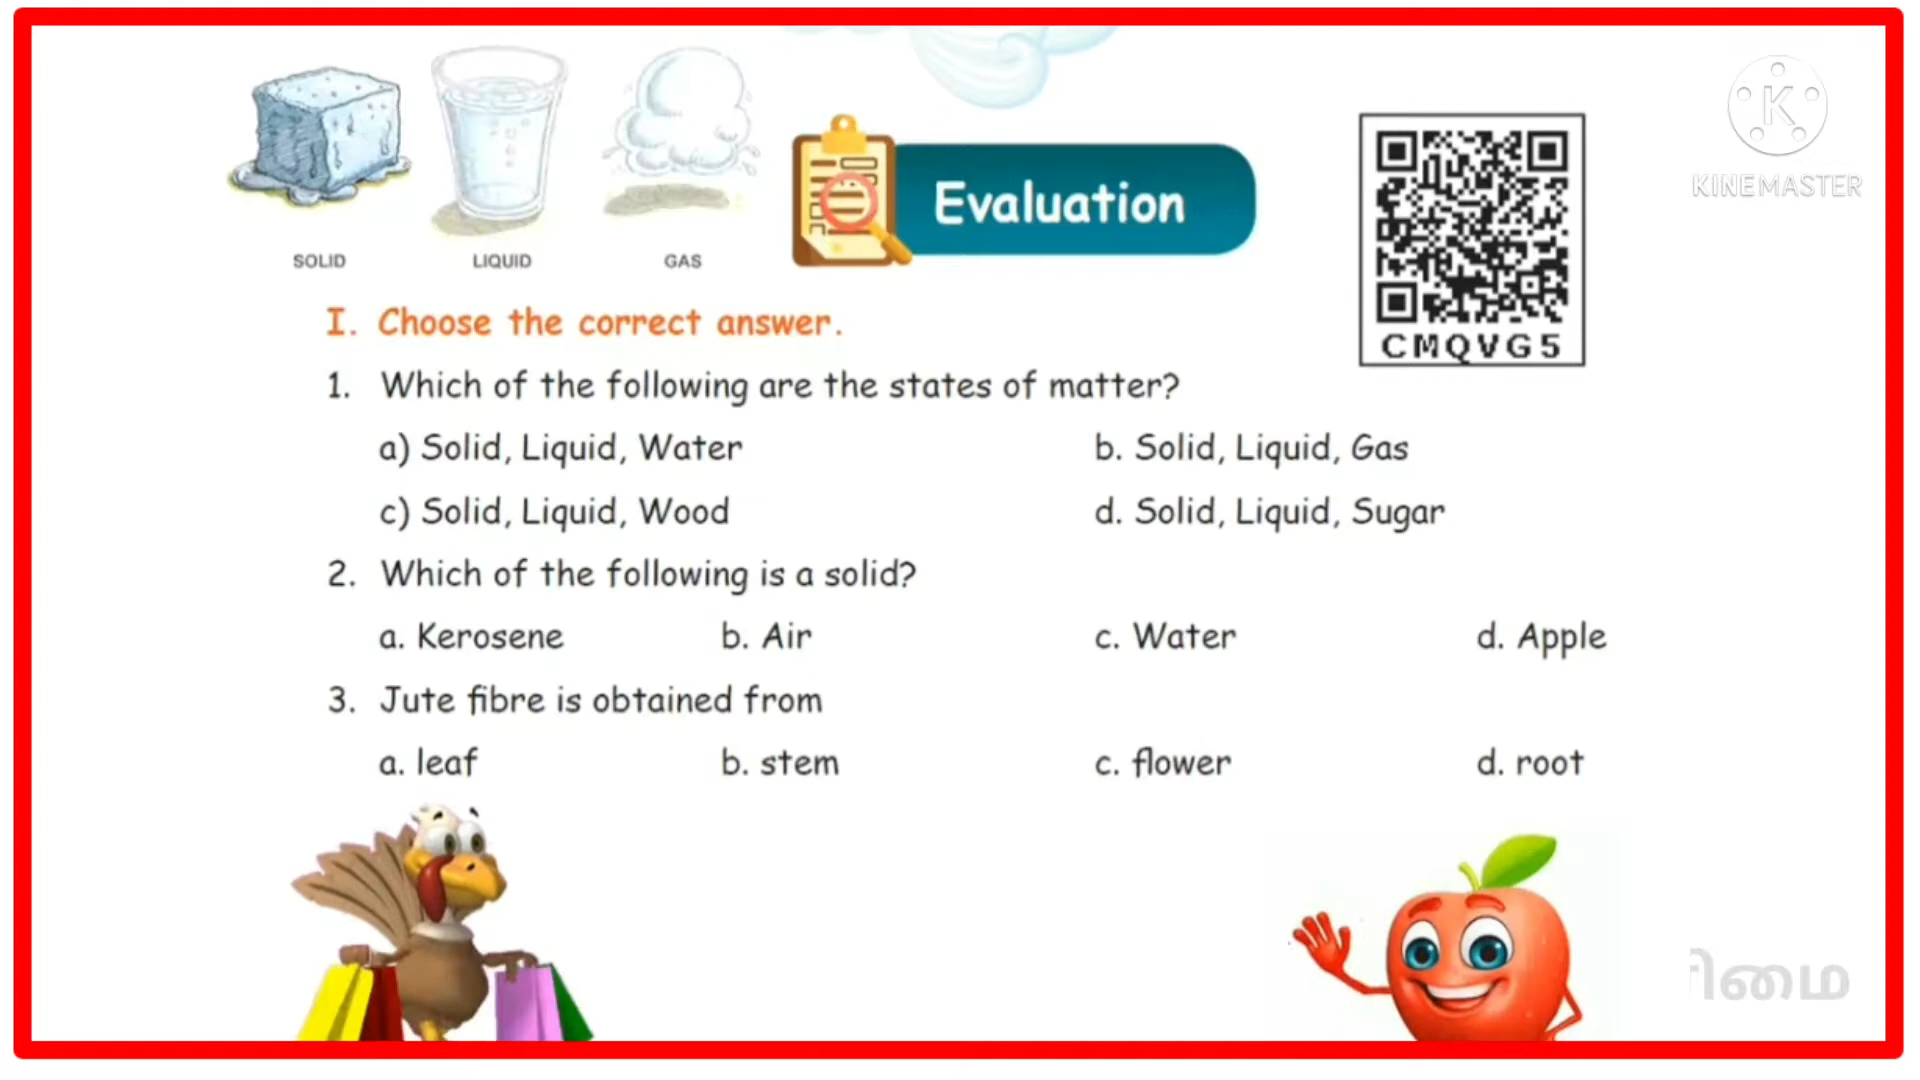 SOLID LIQUID GAS
Evaluation
CMQVG5
KINEMASTER
I. Choose the correct answer.
1. Which of the following are the states of matter?
a) Solid, Liquid, Water b. Solid, Liquid, Gas
c) Solid, Liquid, Wood d. Solid, Liquid, Sugar
2. Which of the following is a solid?
a. Kerosene b. Air c. Water d. Apple
3. Jute fibre is obtained from
a. leaf b. stem c. flower d. root